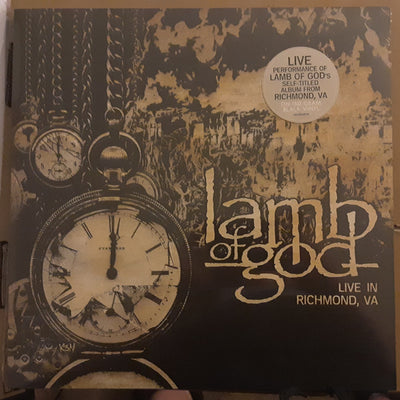 LIVE
PERFORMANCE OF
LAMB OF GOD's
SELF-TITLED
ALBUM FROM
RICHMOND, VA
lamb
of god
LIVE IN
RICHMOND, VA